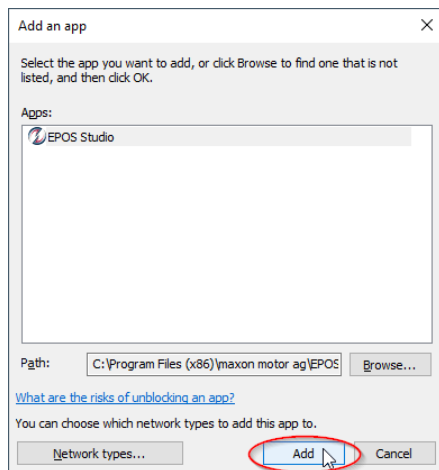 Add an app
Select the app you want to add, or click Browse to find one that is not
listed, and then click OK.
Apps:
EPOS Studio
Path:
C:\Program Files (x86)\maxon motor ag\EPOS
Browse...
What are the risks of unblocking an app?
You can choose which network types to add this app to.
Network types...
Add
Cancel